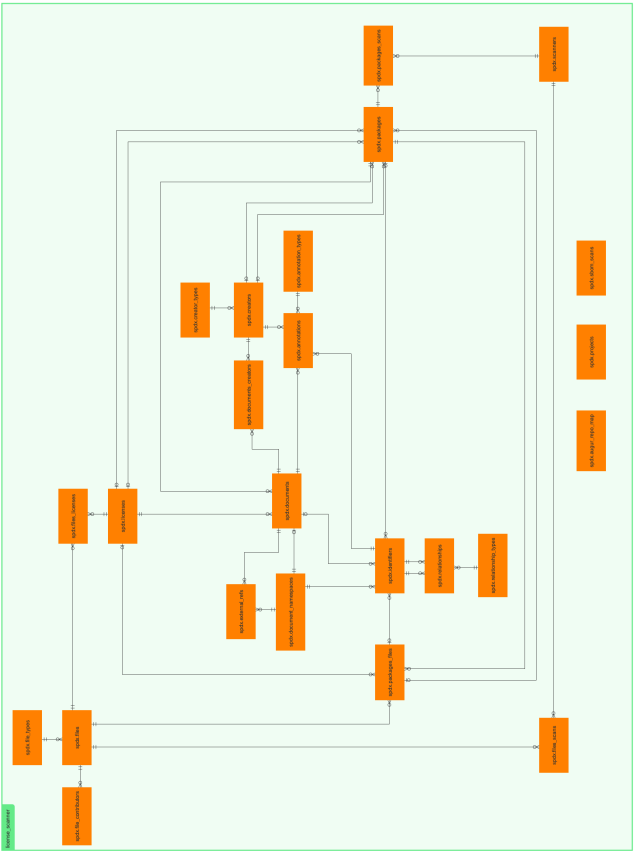 spdx.packages_scans
spdx.scanners
spdx.packages
spdx.annotation_types
spdx.creator_types
spdx.creators
spdx.annotations
spdx.documents_creators
spdx.projects
spdx.augur_repo_map
spdx.files_licenses
spdx.licenses
spdx.documents
spdx.identifiers
spdx.relationships
spdx.relationship_types
spdx.external_refs
spdx.document_namespaces
spdx.packages_files
spdx.file_types
spdx.files
spdx.files_scans
spdx.file_contributors
license_scanner